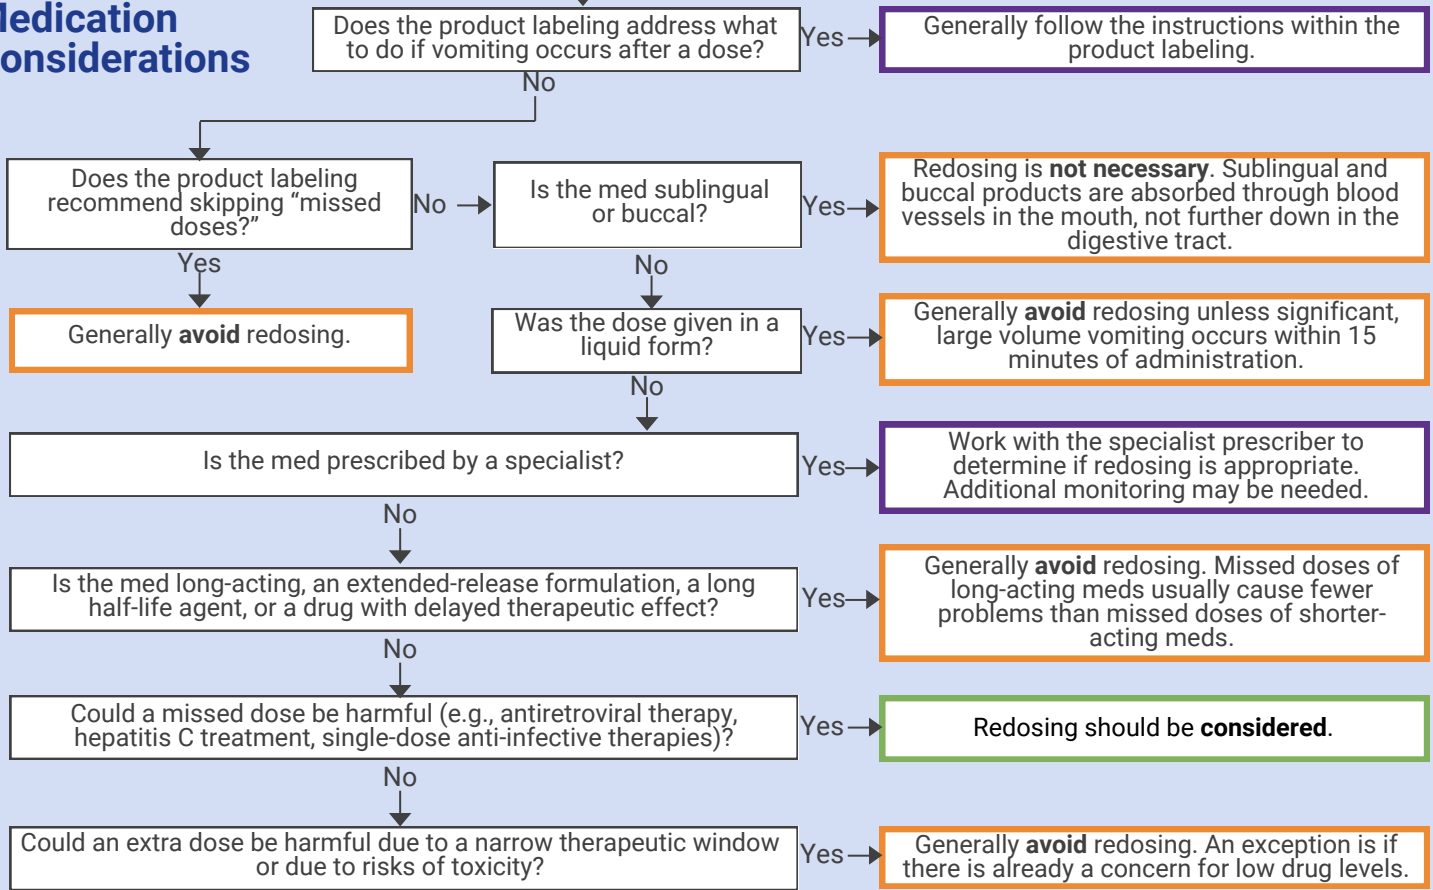 Medication
onsiderations
Does the product labeling address what
to do if vomiting occurs after a dose?
Yes
Generally follow the instructions within the
product labeling.
No
Does the product labeling
recommend skipping “missed
doses?”
No
Is the med sublingual
or buccal?
Yes
Redosing is not necessary. Sublingual and
buccal products are absorbed through blood
vessels in the mouth, not further down in the
digestive tract.
Yes
Generally avoid redosing.
No
Was the dose given in a
liquid form?
Yes
Generally avoid redosing unless significant,
large volume vomiting occurs within 15
minutes of administration.
No
Is the med prescribed by a specialist?
Yes
Work with the specialist prescriber to
determine if redosing is appropriate.
Additional monitoring may be needed.
No
Is the med long-acting, an extended-release formulation, a long
half-life agent, or a drug with delayed therapeutic effect?
Yes
Generally avoid redosing. Missed doses of
long-acting meds usually cause fewer
problems than missed doses of shorter-
acting meds.
No
Could a missed dose be harmful (e.g., antiretroviral therapy,
hepatitis C treatment, single-dose anti-infective therapies)?
Yes
Redosing should be considered.
No
Could an extra dose be harmful due to a narrow therapeutic window
or due to risks of toxicity?
Yes
Generally avoid redosing. An exception is if
there is already a concern for low drug levels.